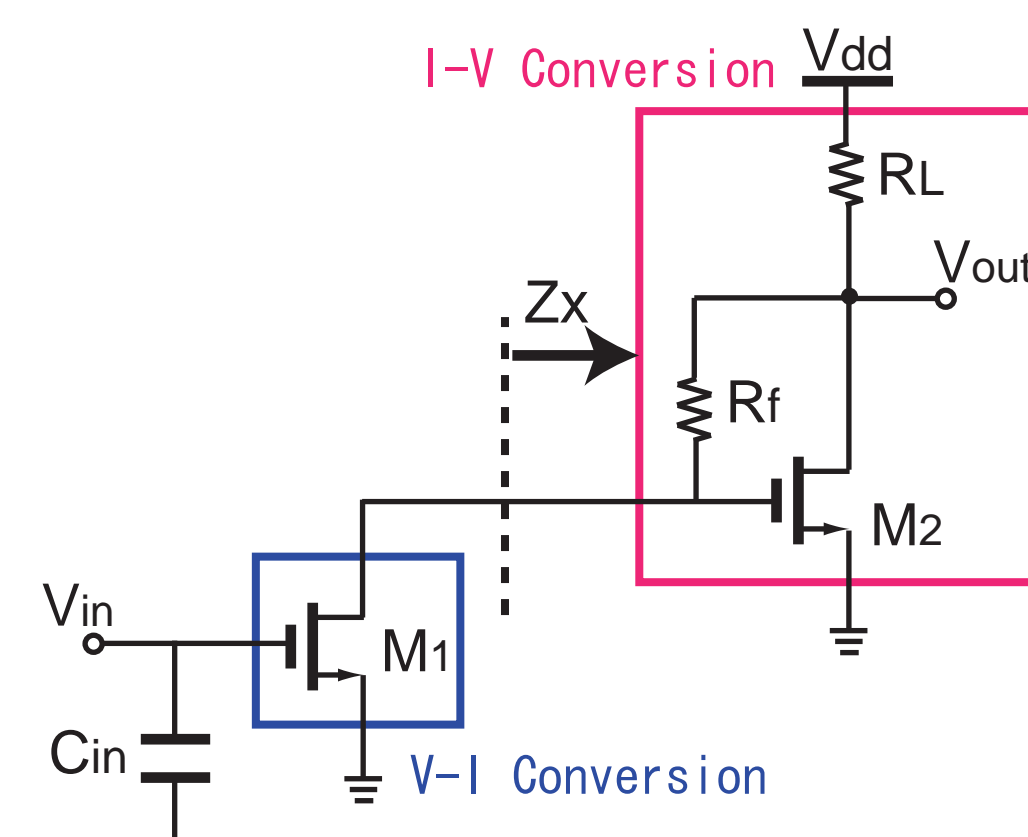 I-V Conversion
Vdd
RL
Vout
Zx
Rf
M2
Vin
M1
Cin
V-I Conversion